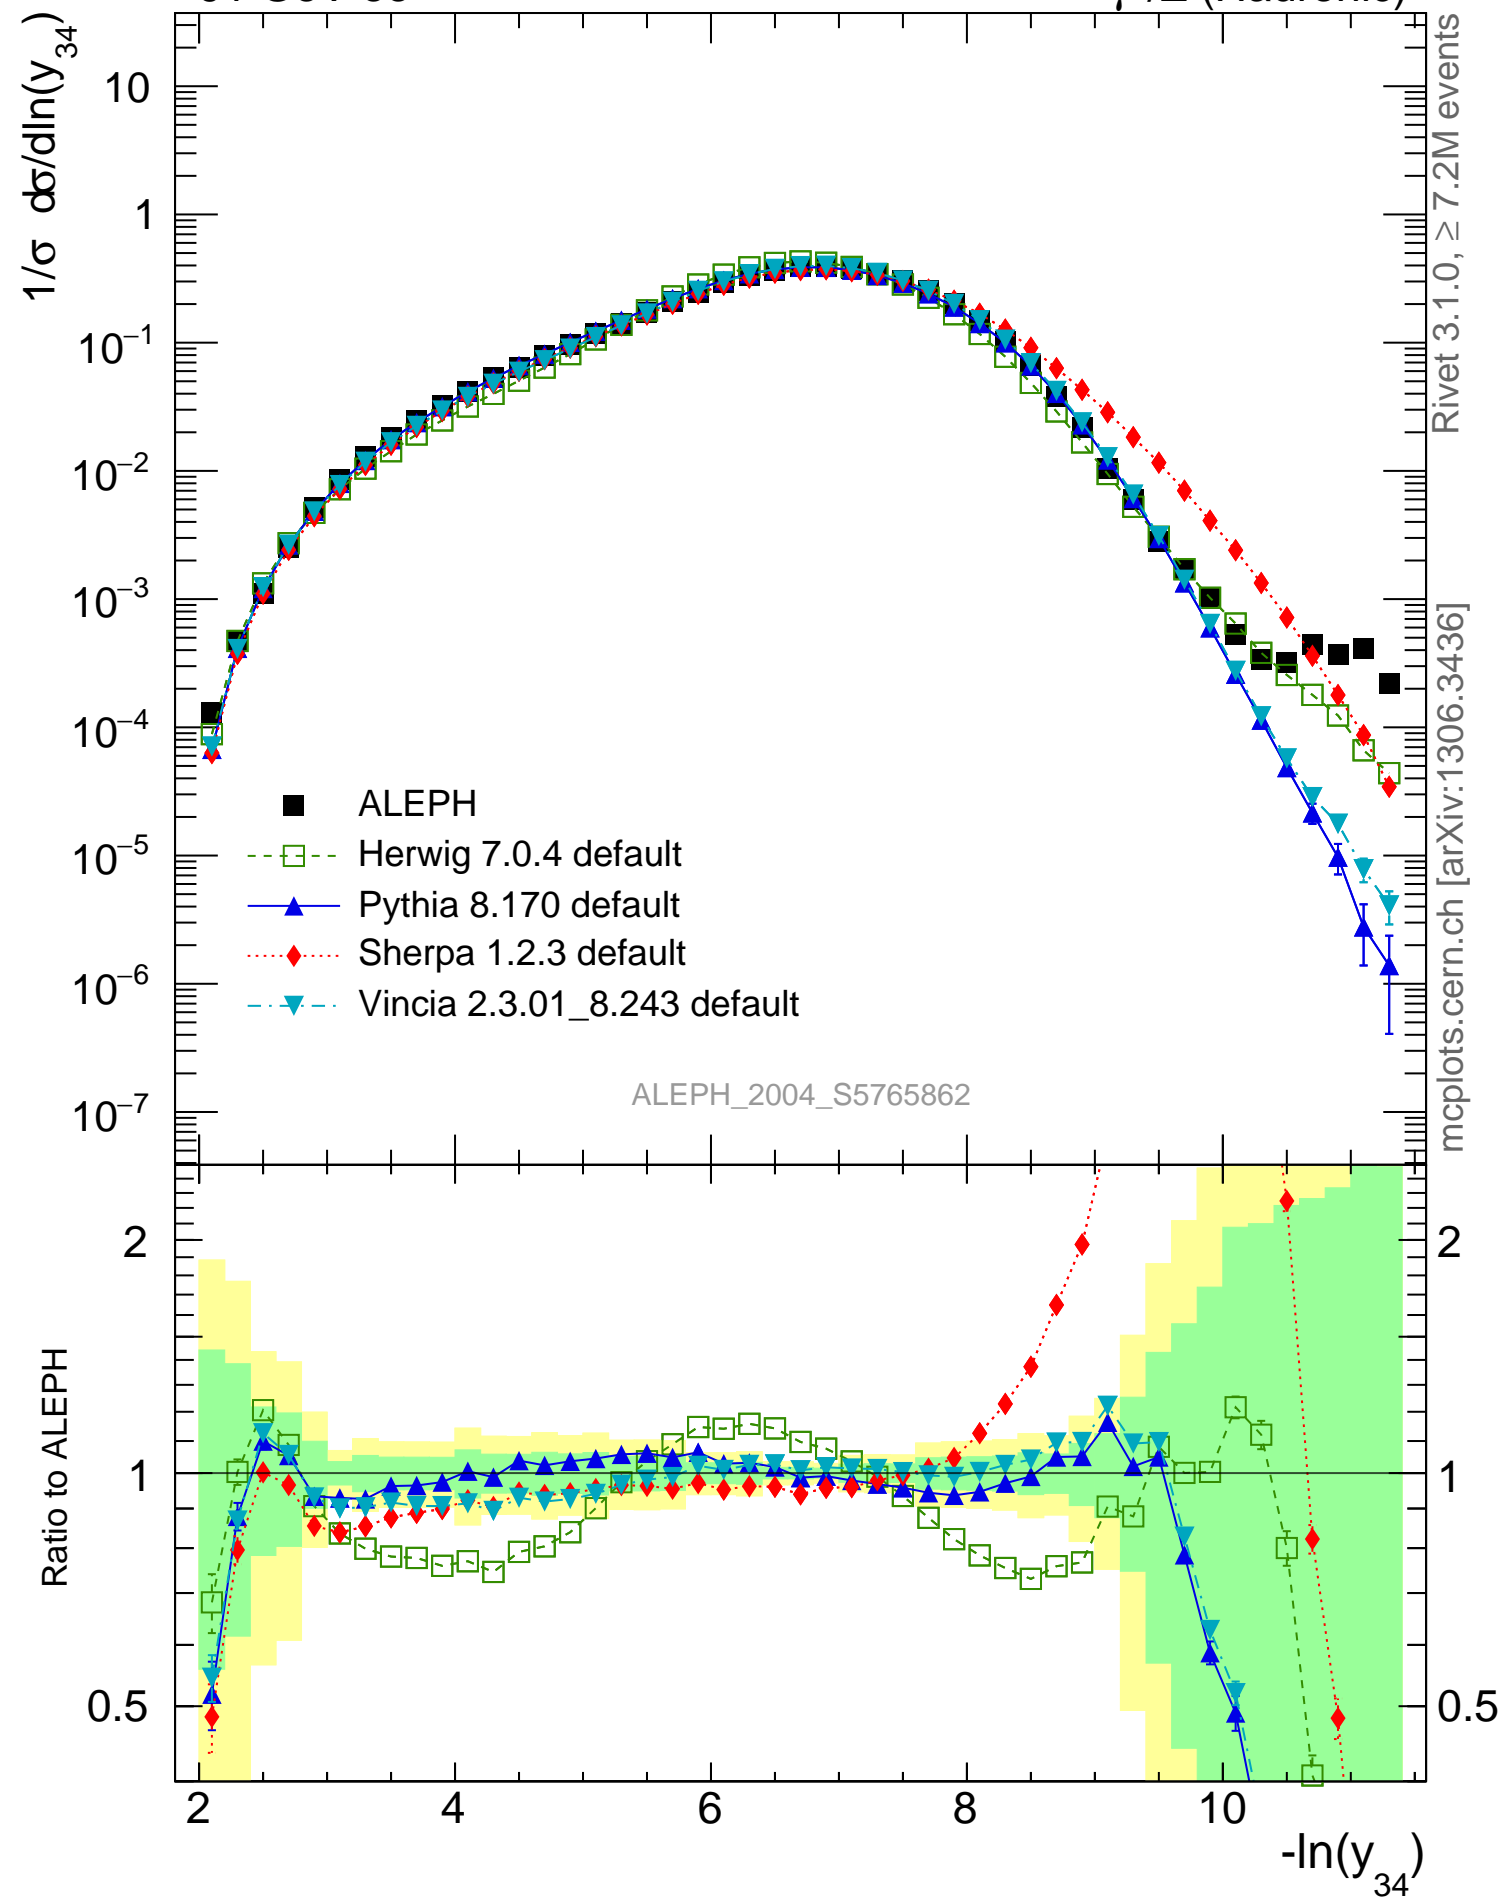 1/σ dσ/dln(y34)
10
1
10−1
10−2
10−3
10−4
10−5
10−6
10−7
ALEPH
Herwig 7.0.4 default
Pythia 8.170 default
Sherpa 1.2.3 default
Vincia 2.3.01_8.243 default
ALEPH_2004_S5765862
Rivet 3.1.0, ≥ 7.2M events
mcplots.cern.ch [arXiv:1306.3436]
Ratio to ALEPH
2
1
0.5
2
1
0.5
2
4
6
8
10
-ln(y34)